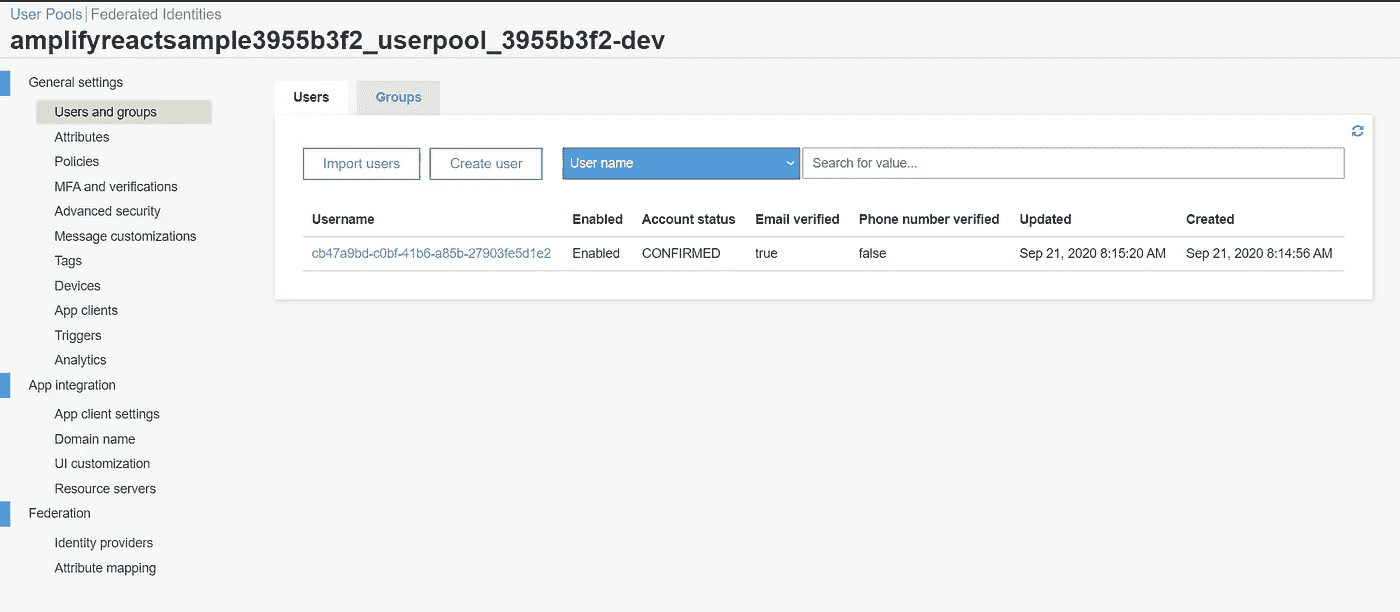 User Pools | Federated Identities
amplifyreactsample3955b3f2_userpool_3955b3f2-dev
General settings
Users and groups
Attributes
Policies
MFA and verifications
Advanced security
Message customizations
Tags
Devices
App clients
Triggers
Analytics
App integration
App client settings
Domain name
UI customization
Resource servers
Federation
Identity providers
Attribute mapping
Users Groups
Import users Create user User name Search for value...
Username Enabled Account status Email verified Phone number verified Updated Created
cb47a9bd-c0bf-41b6-a85b-27903fe5d1e2 Enabled CONFIRMED true false Sep 21, 2020 8:15:20 AM Sep 21, 2020 8:14:56 AM